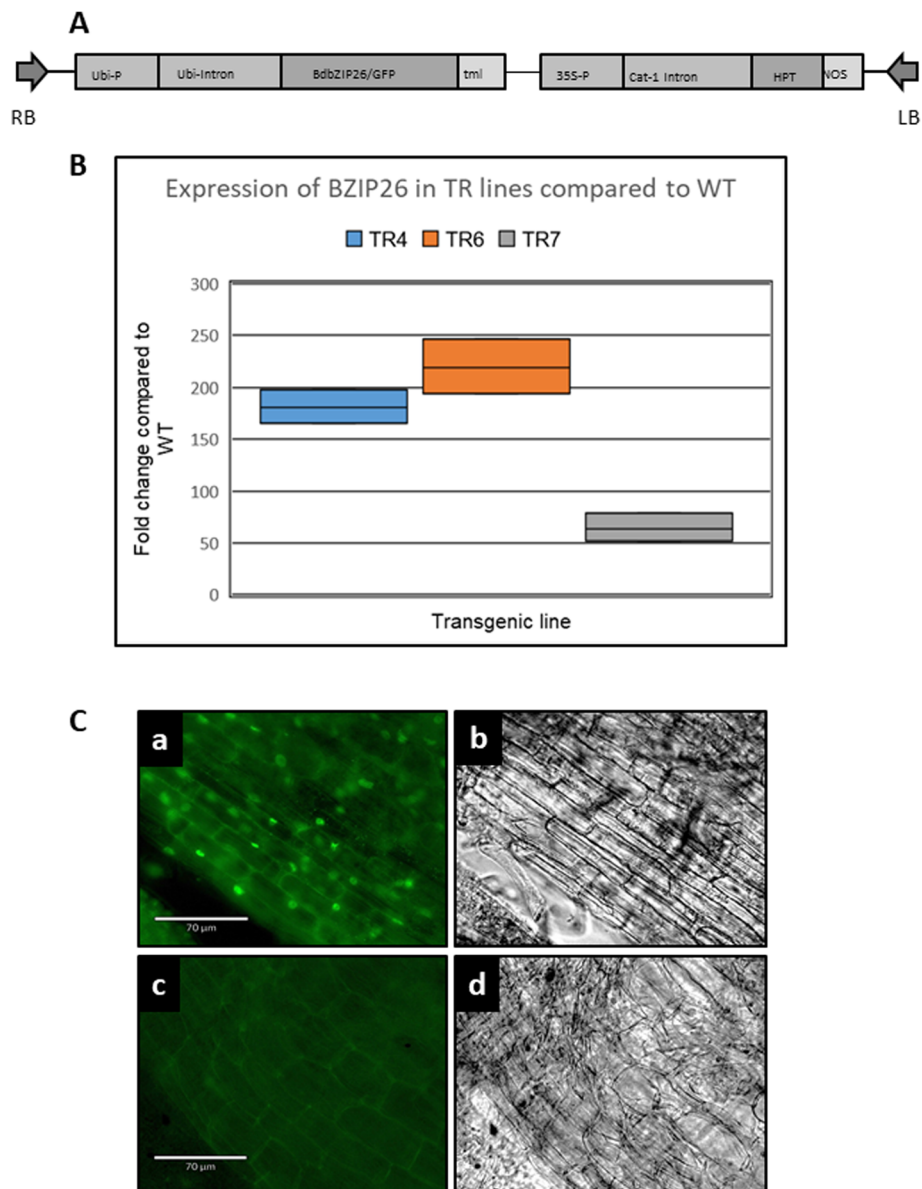 A
Ubi-P Ubi-Intron BdbZIP26/GFP tml 35S-P Cat-1 Intron HPT NOS
RB LB
B
Expression of BZIP26 in TR lines compared to WT
TR4 TR6 TR7
Fold change compared to
WT
300
250
200
150
100
50
0
Transgenic line
C
a b
70 µm
c d
70 µm